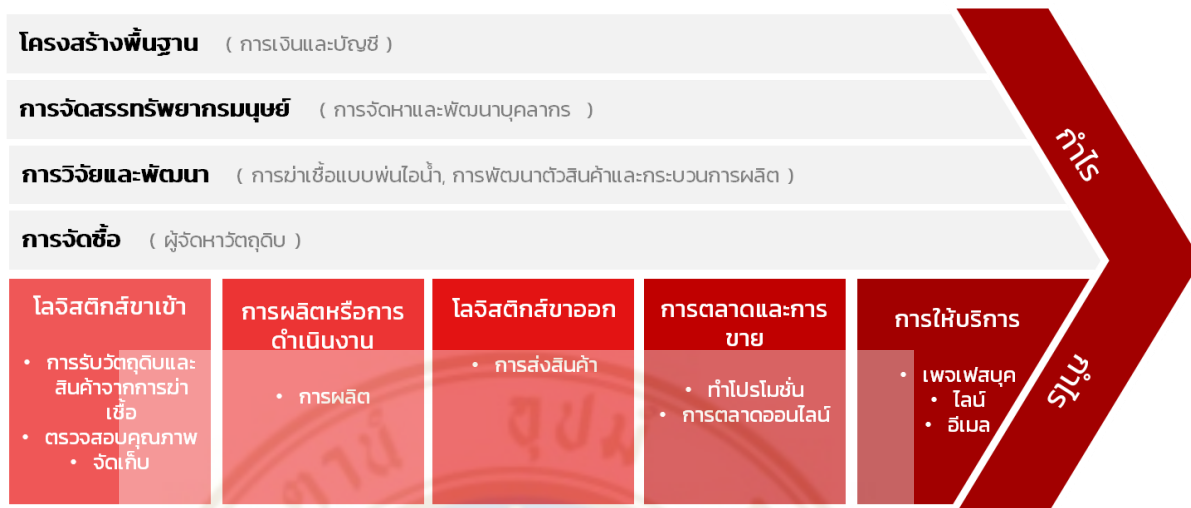 โครงสร้างพื้นฐาน ( การเงินและบัญชี )
การจัดสรรทรัพยากรมนุษย์ ( การจัดหาและพัฒนาบุคลากร )
การวิจัยและพัฒนา ( การฆ่าเชื้อแบบพ่นไอน้ำ, การพัฒนาตัวสินค้าและกระบวนการผลิต )
การจัดซื้อ ( ผู้จัดหาวัตถุดิบ )
กำไร
โลจิสติกส์ขาเข้า
• การรับวัตถุดิบและ
สินค้าจากการฆ่า
เชื้อ
• ตรวจสอบคุณภาพ
• จัดเก็บ
การผลิตหรือการ
ดำเนินงาน
• การผลิต
โลจิสติกส์ขาออก
• การส่งสินค้า
การตลาดและการ
ขาย
• ทำโปรโมชั่น
• การตลาดออนไลน์
การให้บริการ
• เพจเฟสบุค
• ไลน์
• อีเมล
กำไร